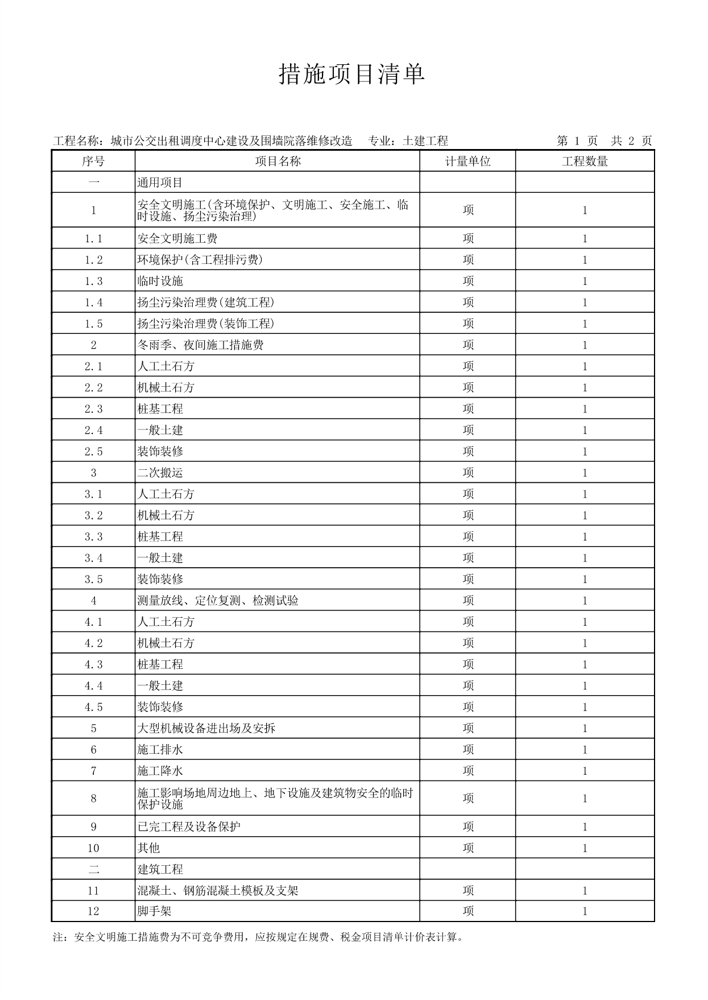 措施项目清单
工程名称：城市公交出租调度中心建设及围墙院落维修改造 专业：土建工程 第 1 页 共 2 页
序号 项目名称 计量单位 工程数量
一 通用项目
1 安全文明施工(含环境保护、文明施工、安全施工、临
时设施、扬尘污染治理) 项 1
1.1 安全文明施工费 项 1
1.2 环境保护(含工程排污费) 项 1
1.3 临时设施 项 1
1.4 扬尘污染治理费(建筑工程) 项 1
1.5 扬尘污染治理费(装饰工程) 项 1
2 冬雨季、夜间施工措施费 项 1
2.1 人工土石方 项 1
2.2 机械土石方 项 1
2.3 桩基工程 项 1
2.4 一般土建 项 1
2.5 装饰装修 项 1
3 二次搬运 项 1
3.1 人工土石方 项 1
3.2 机械土石方 项 1
3.3 桩基工程 项 1
3.4 一般土建 项 1
3.5 装饰装修 项 1
4 测量放线、定位复测、检测试验 项 1
4.1 人工土石方 项 1
4.2 机械土石方 项 1
4.3 桩基工程 项 1
4.4 一般土建 项 1
4.5 装饰装修 项 1
5 大型机械设备进出场及安拆 项 1
6 施工排水 项 1
7 施工降水 项 1
8 施工影响场地周边地上、地下设施及建筑物安全的临时
保护设施 项 1
9 已完工程及设备保护 项 1
10 其他 项 1
二 建筑工程
11 混凝土、钢筋混凝土模板及支架 项 1
12 脚手架 项 1
注：安全文明施工措施费为不可竞争费用，应按规定在规费、税金项目清单计价表计算。